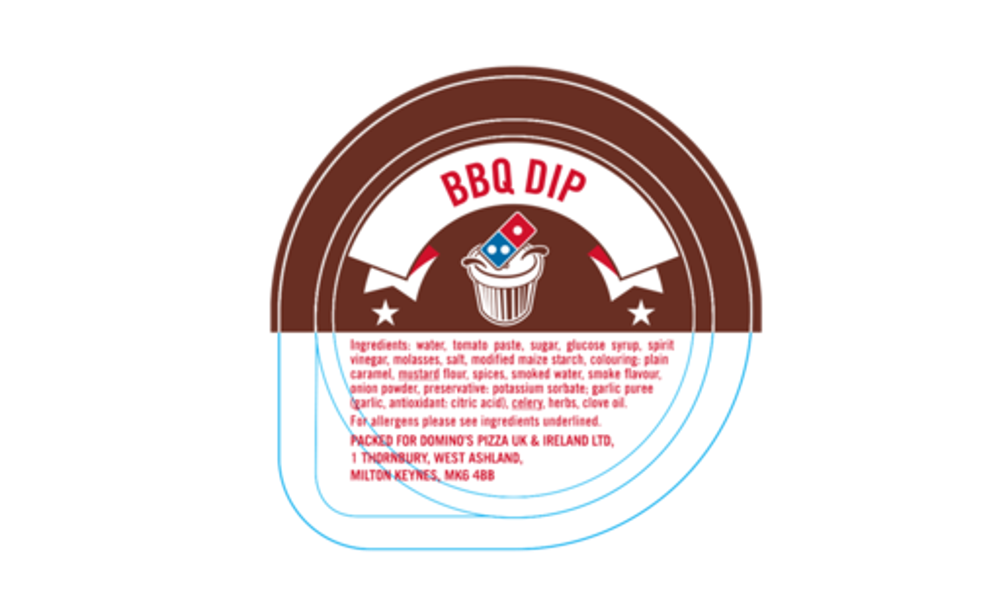 BBQ DIP
Ingredients: water, tomato paste, sugar, glucose syrup, spirit
vinegar, molasses, salt, modified maize starch, colouring: plain
caramel, mustard flour, spices, smoked water, smoke flavour,
onion powder, preservative: potassium sorbate; garlic puree
(garlic, antioxidant: citric acid), celery, herbs, clove oil.
For allergens please see ingredients underlined.
PACKED FOR DOMINO'S PIZZA UK & IRELAND LTD,
1 THORNBURY, WEST ASHLAND,
MILTON KEYNES, MK6 4BB